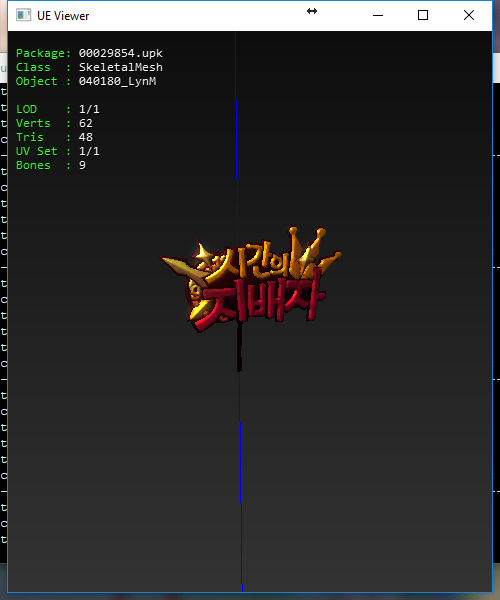 UE Viewer
Package: 00029854.upk
Class : SkeletalMesh
Object : 040180_LynM
LOD : 1/1
Verts : 62
Tris : 48
UV Set : 1/1
Bones : 9
시간의
지배자